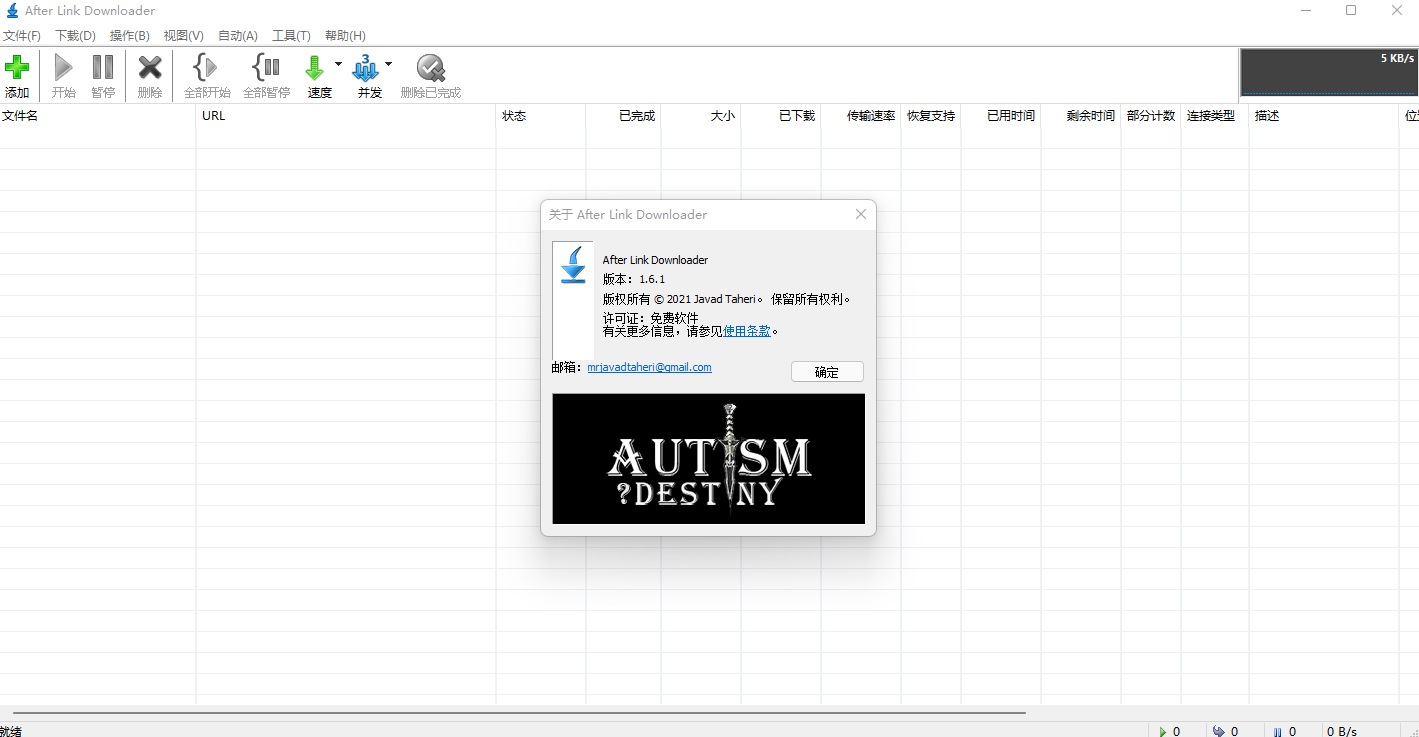 After Link Downloader
文件(F) 下载(D) 操作(B) 视图(V) 自动(A) 工具(T) 帮助(H)
5 KB/s
3
添加 开始 暂停 删除 全部开始 全部暂停 速度 并发 删除已完成
文件名 URL 状态 已完成 大小 已下载 传输速率 恢复支持 已用时间 剩余时间 部分计数 连接类型 描述
关于 After Link Downloader
After Link Downloader
版本：1.6.1
版权所有 © 2021 Javad Taheri。 保留所有权利。
许可证：免费软件
有关更多信息，请参见使用条款。
邮箱：mrjavadtaheri@gmail.com
确定
AUTISM
?DESTINY
就绪 0 0 0 0 B/s